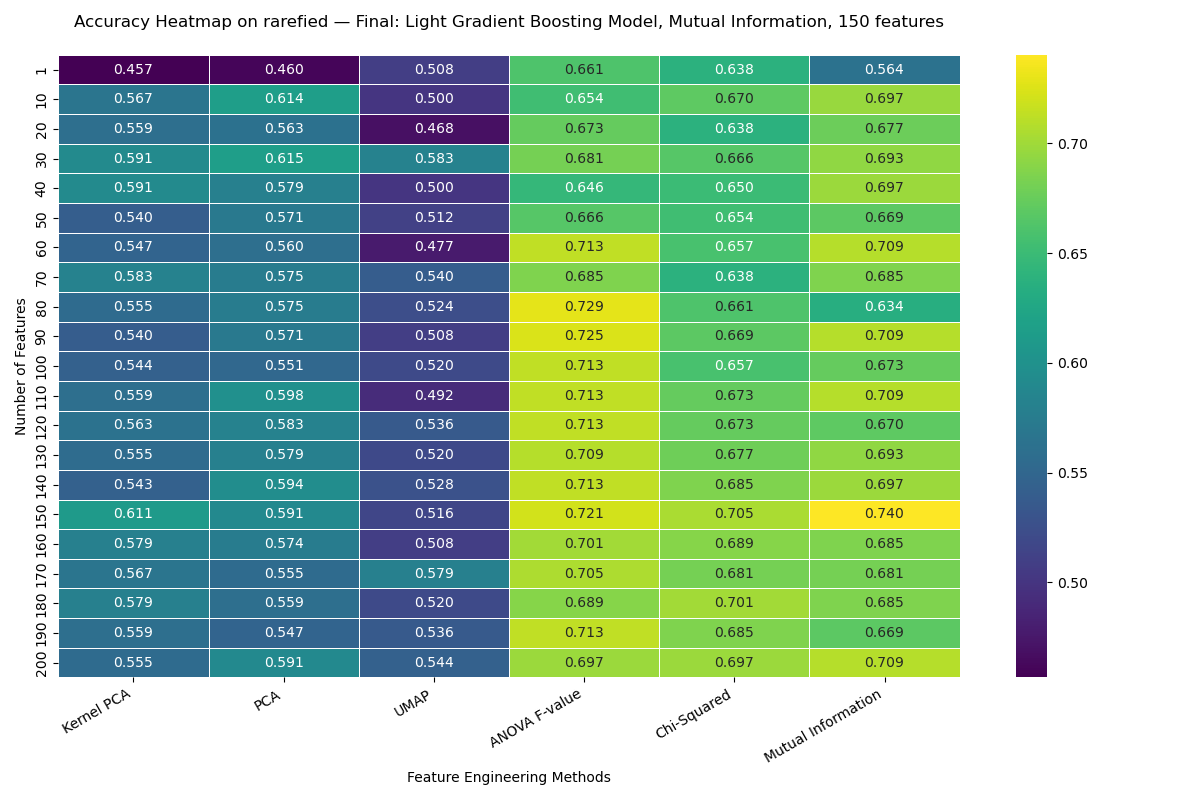 Accuracy Heatmap on rarefied — Final: Light Gradient Boosting Model, Mutual Information, 150 features
1 0.457 0.460 0.508 0.661 0.638 0.564
10 0.567 0.614 0.500 0.654 0.670 0.697
20 0.559 0.563 0.468 0.673 0.638 0.677
30 0.591 0.615 0.583 0.681 0.666 0.693
40 0.591 0.579 0.500 0.646 0.650 0.697
50 0.540 0.571 0.512 0.666 0.654 0.669
60 0.547 0.560 0.477 0.713 0.657 0.709
70 0.583 0.575 0.540 0.685 0.638 0.685
80 0.555 0.575 0.524 0.729 0.661 0.634
90 0.540 0.571 0.508 0.725 0.669 0.709
100 0.544 0.551 0.520 0.713 0.657 0.673
110 0.559 0.598 0.492 0.713 0.673 0.709
120 0.563 0.583 0.536 0.713 0.673 0.670
130 0.555 0.579 0.520 0.709 0.677 0.693
140 0.543 0.594 0.528 0.713 0.685 0.697
150 0.611 0.591 0.516 0.721 0.705 0.740
160 0.579 0.574 0.508 0.701 0.689 0.685
170 0.567 0.555 0.579 0.705 0.681 0.681
180 0.579 0.559 0.520 0.689 0.701 0.685
190 0.559 0.547 0.536 0.713 0.685 0.669
200 0.555 0.591 0.544 0.697 0.697 0.709
Number of Features
Kernel PCA PCA UMAP ANOVA F-value Chi-Squared Mutual Information
Feature Engineering Methods
0.70
0.65
0.60
0.55
0.50